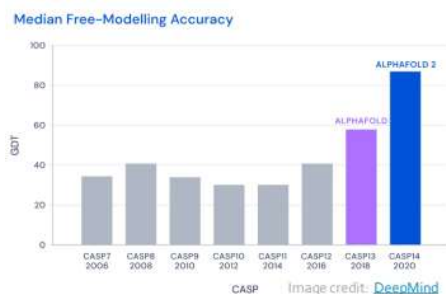 Median Free-Modelling Accuracy
100
80
60
40
20
0
GDT
ALPHAFOLD
ALPHAFOLD 2
CASP7 CASP8 CASP9 CASP10 CASP11 CASP12 CASP13 CASP14
2006 2008 2010 2012 2014 2016 2018 2020
CASP
Image credit: DeepMind